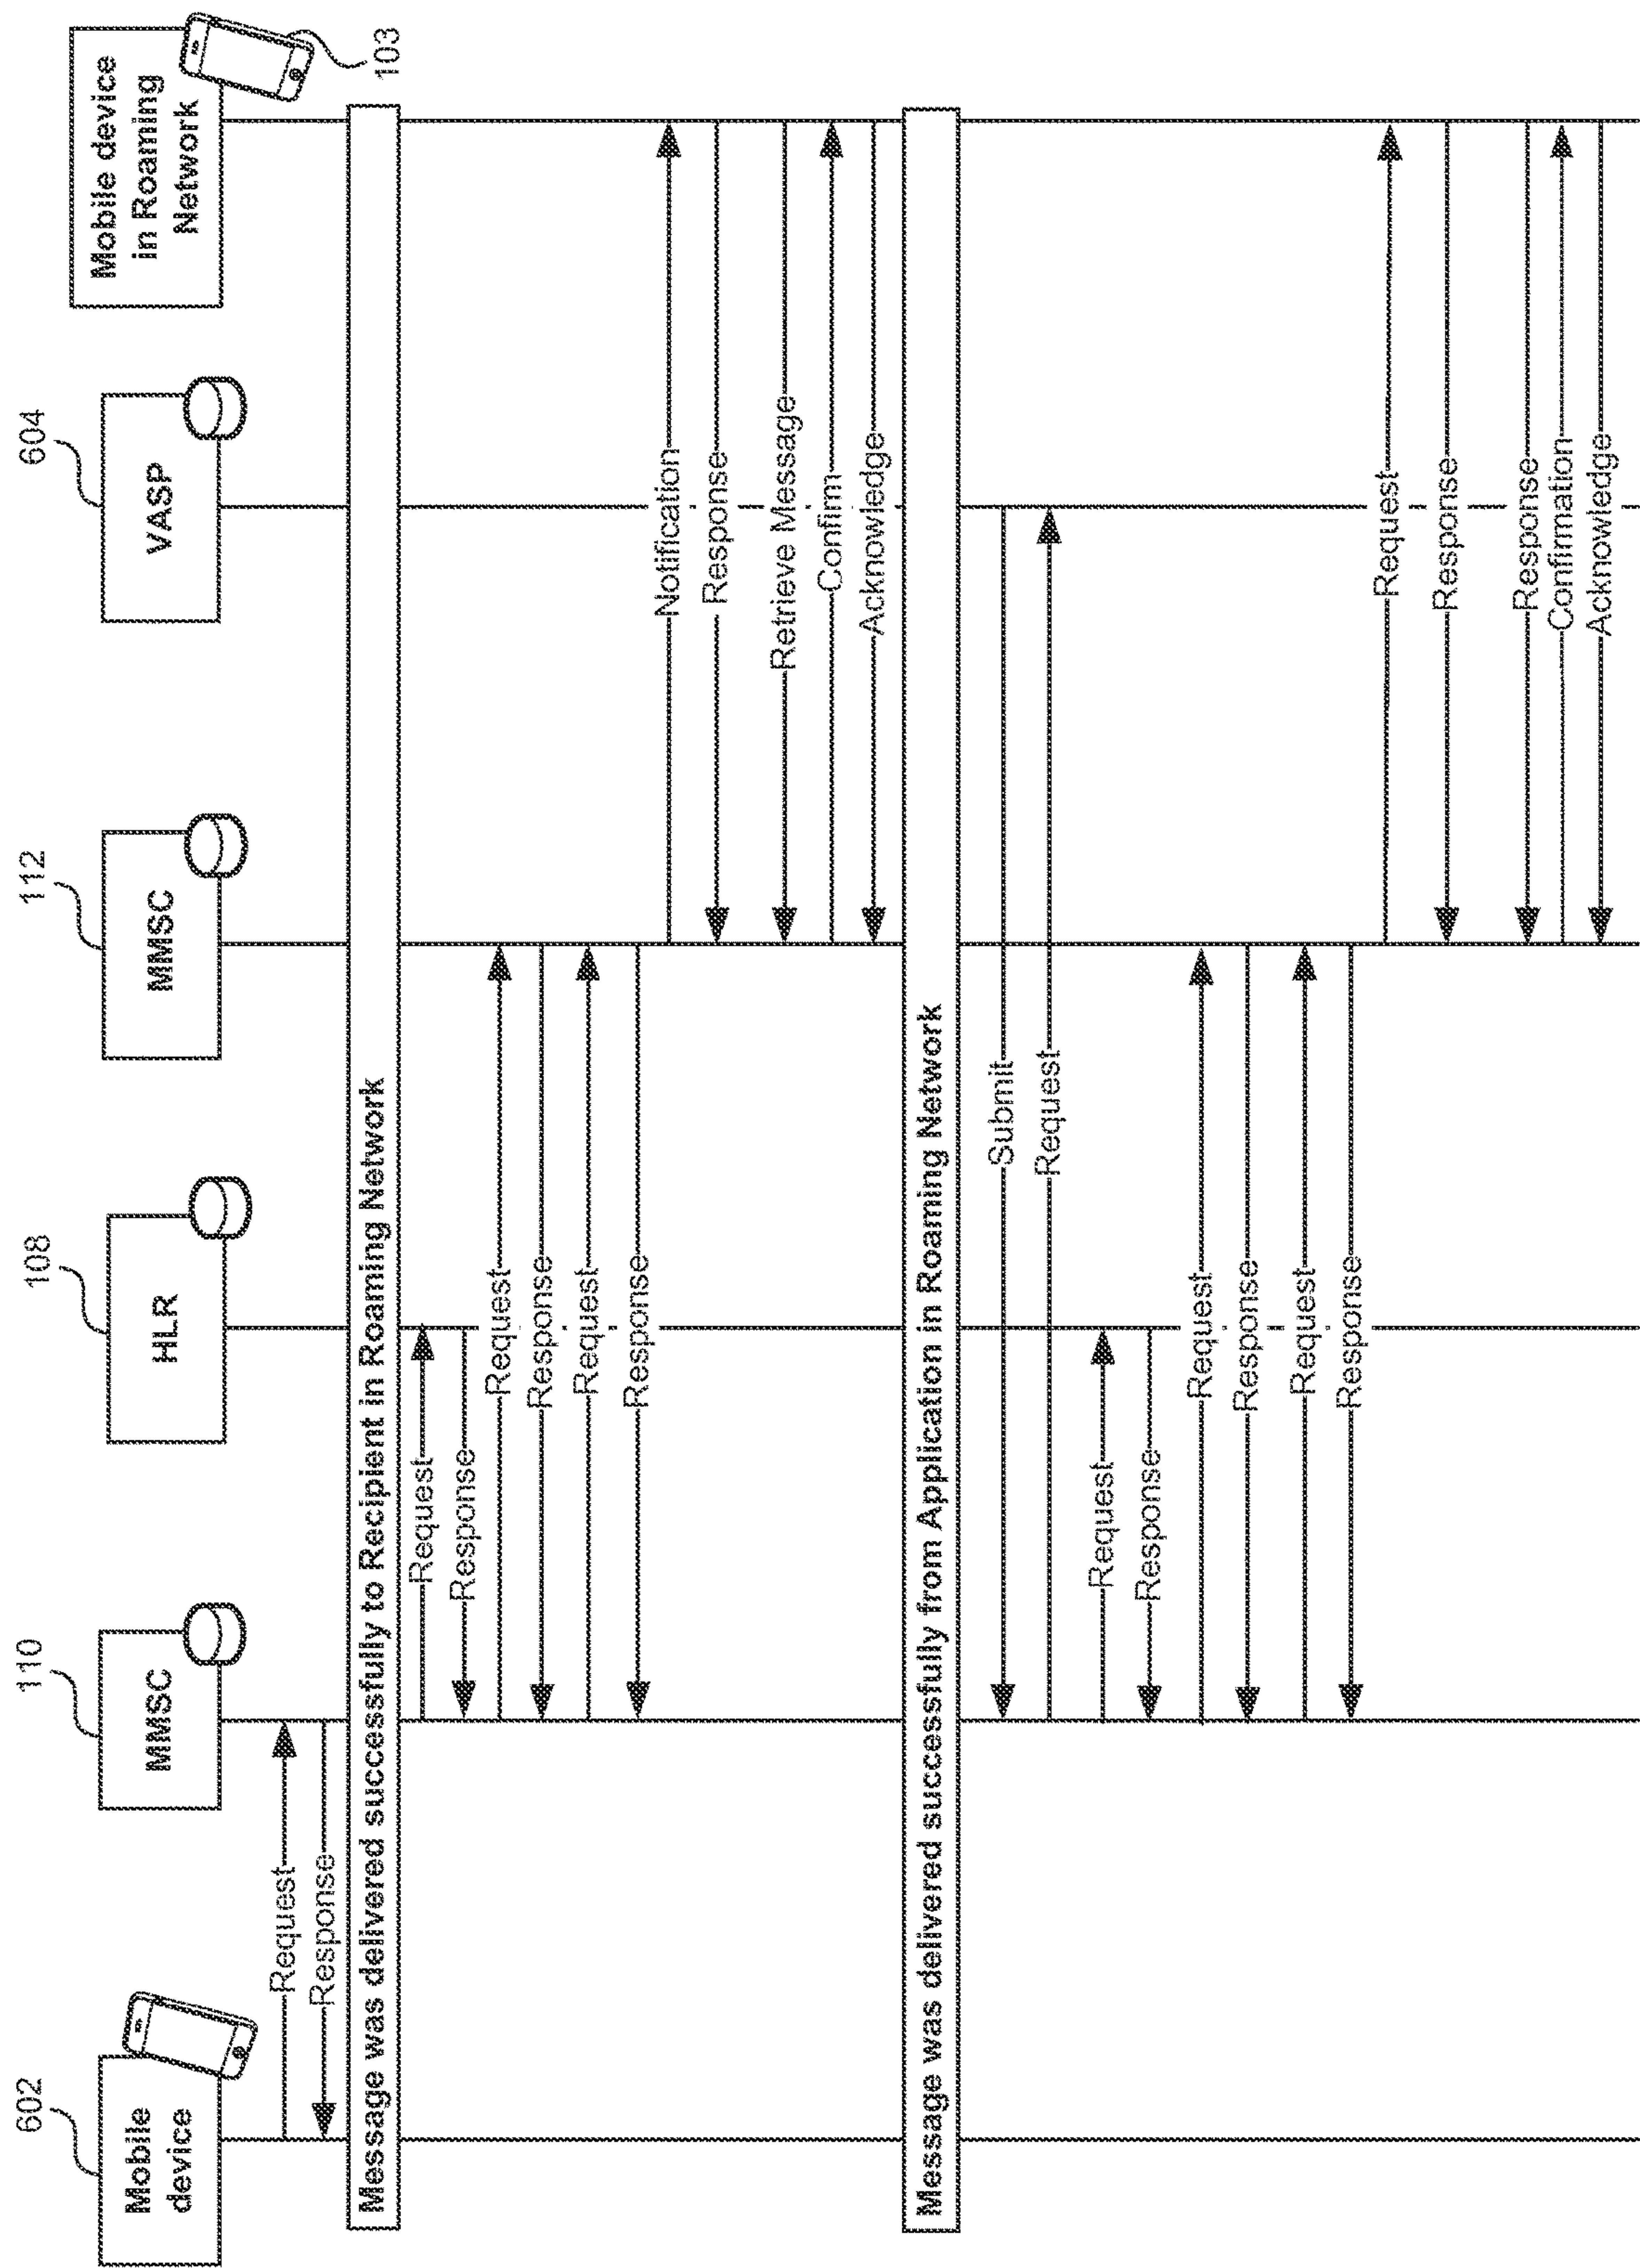 602
110
108
112
604
Mobile
device
MMSC
HLR
MMSC
VASP
Mobile device
in Roaming
Network
103
Request
Response
Message was delivered successfully to Recipient in Roaming Network
Request
Response
Request
Response
Request
Response
Notification
Response
Retrieve Message
Confirm
Acknowledge
Message was delivered successfully from Application in Roaming Network
Submit
Request
Request
Response
Request
Response
Request
Response
Request
Response
Response
Confirmation
Acknowledge